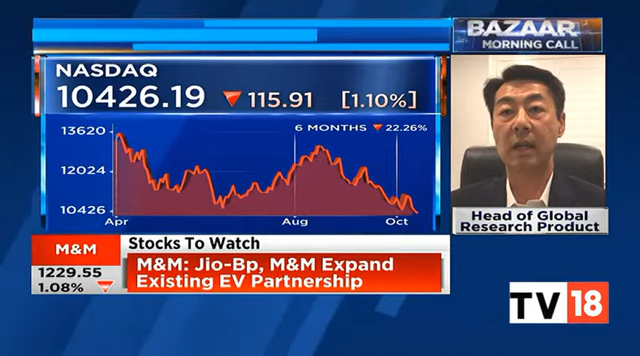 BAZAAR
MORNING CALL
NASDAQ
10426.19 ▼ 115.91 [1.10%]
6 MONTHS ▼ 22.26%
13620
12024
10426
Apr Aug Oct
Head of Global
Research Product
M&M
1229.55
1.08% ▼
Stocks To Watch
M&M: Jio-Bp, M&M Expand
Existing EV Partnership
TV 18